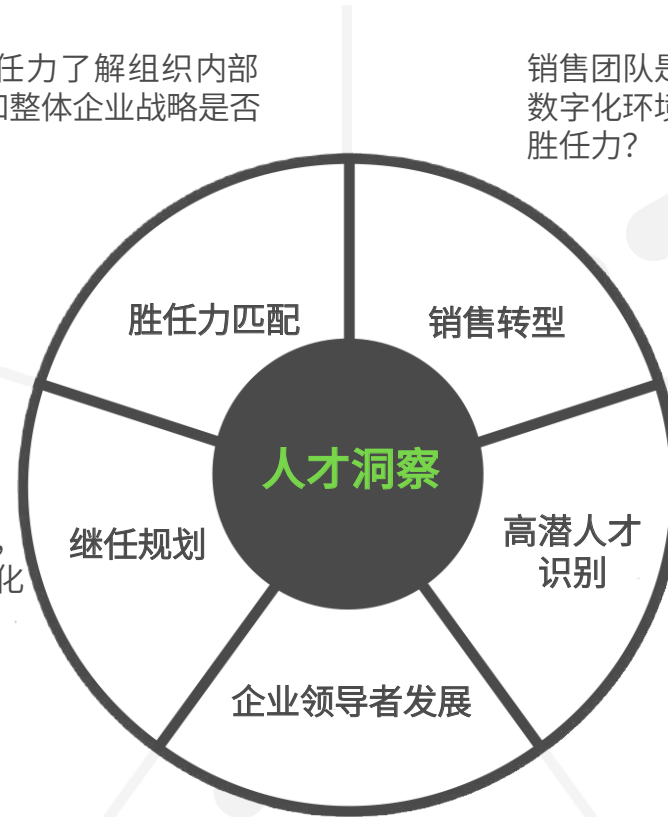 任力了解组织内部
和整体企业战略是否
销售团队是
数字化环境
胜任力?
胜任力匹配
销售转型
人才洞察
继任规划
高潜人才
识别
，
化
企业领导者发展